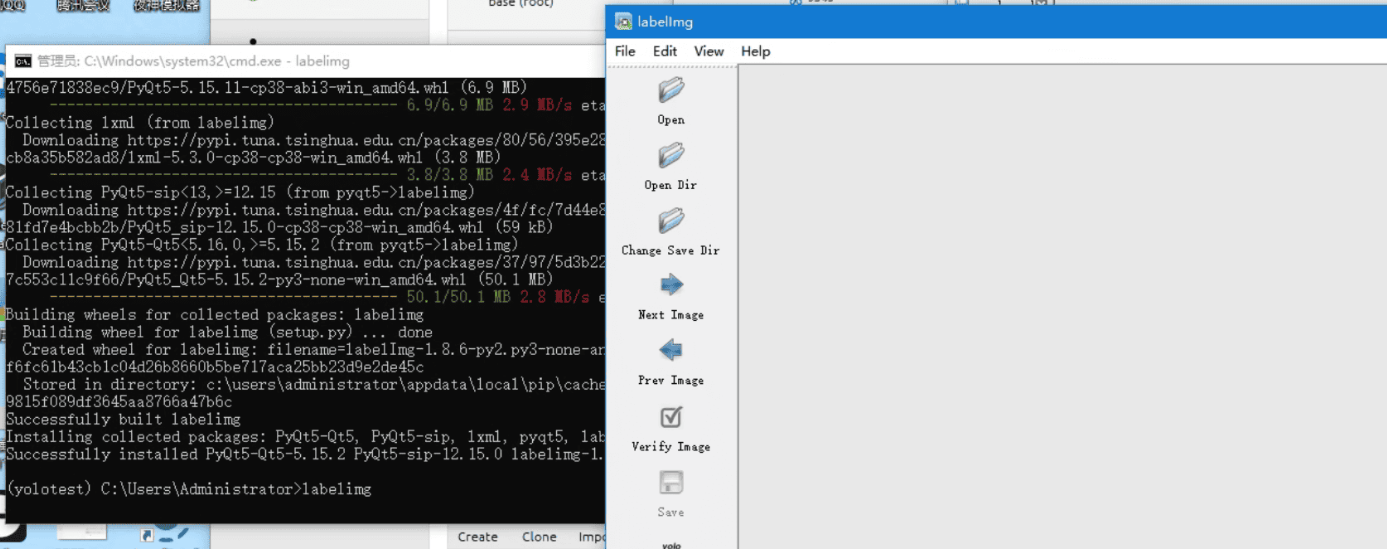 腾讯会议
夜神模拟器
base (root)
管理员: C:\Windows\system32\cmd.exe - labelimg
4756e71838ec9/PyQt5-5.15.11-cp38-abi3-win_amd64.whl (6.9 MB)
---------------------------------------- 6.9/6.9 MB 2.9 MB/s eta
Collecting lxml (from labelimg)
Downloading https://pypi.tuna.tsinghua.edu.cn/packages/80/56/395e28
cb8a35b582ad8/lxml-5.3.0-cp38-cp38-win_amd64.whl (3.8 MB)
---------------------------------------- 3.8/3.8 MB 2.4 MB/s eta
Collecting PyQt5-sip<13,>=12.15 (from pyqt5->labelimg)
Downloading https://pypi.tuna.tsinghua.edu.cn/packages/4f/fc/7d44e8
81fd7e4bcbb2b/PyQt5_sip-12.15.0-cp38-cp38-win_amd64.whl (59 kB)
Collecting PyQt5-Qt5<5.16.0,>=5.15.2 (from pyqt5->labelimg)
Downloading https://pypi.tuna.tsinghua.edu.cn/packages/37/97/5d3b22
7c553c11c9f66/PyQt5_Qt5-5.15.2-py3-none-win_amd64.whl (50.1 MB)
---------------------------------------- 50.1/50.1 MB 2.8 MB/s e
Building wheels for collected packages: labelimg
Building wheel for labelimg (setup.py) ... done
Created wheel for labelimg: filename=labelImg-1.8.6-py2.py3-none-an
f6fc61b43cb1c04d26b8660b5be717aca25bb23d9e2de45c
Stored in directory: c:\users\administrator\appdata\local\pip\cache
9815f089df3645aa8766a47b6c
Successfully built labelimg
Installing collected packages: PyQt5-Qt5, PyQt5-sip, lxml, pyqt5, lab
Successfully installed PyQt5-Qt5-5.15.2 PyQt5-sip-12.15.0 labelimg-1.
(yolotest) C:\Users\Administrator>labelimg
Create Clone Impo
labelImg
File Edit View Help
Open
Open Dir
Change Save Dir
Next Image
Prev Image
Verify Image
Save
yolo